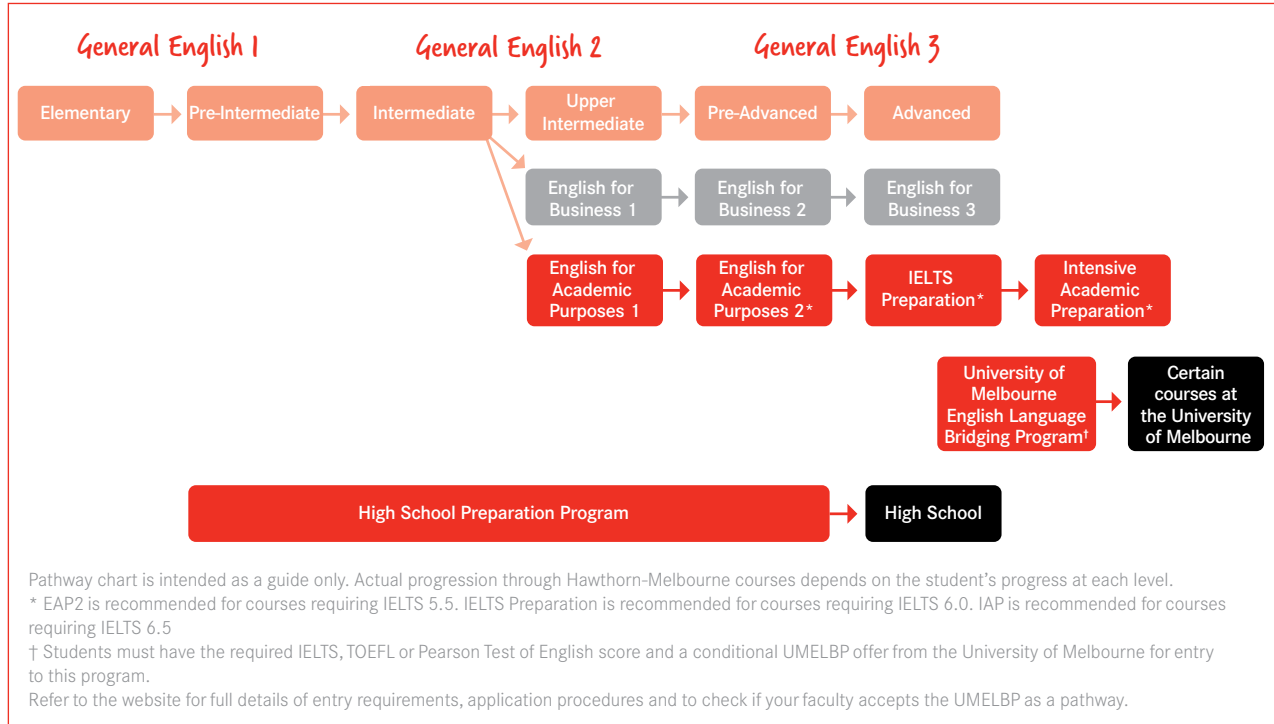 General English 1
General English 2
General English 3
Elementary
Pre-Intermediate
Intermediate
Upper
Intermediate
Pre-Advanced
Advanced
English for
Business 1
English for
Business 2
English for
Business 3
English for
Academic
Purposes 1
English for
Academic
Purposes 2*
IELTS
Preparation*
Intensive
Academic
Preparation*
University of
Melbourne
English Language
Bridging Program†
Certain
courses at
the University
of Melbourne
High School Preparation Program
High School
Pathway chart is intended as a guide only. Actual progression through Hawthorn-Melbourne courses depends on the student's progress at each level.
* EAP2 is recommended for courses requiring IELTS 5.5. IELTS Preparation is recommended for courses requiring IELTS 6.0. IAP is recommended for courses
requiring IELTS 6.5
† Students must have the required IELTS, TOEFL or Pearson Test of English score and a conditional UMELBP offer from the University of Melbourne for entry
to this program.
Refer to the website for full details of entry requirements, application procedures and to check if your faculty accepts the UMELBP as a pathway.